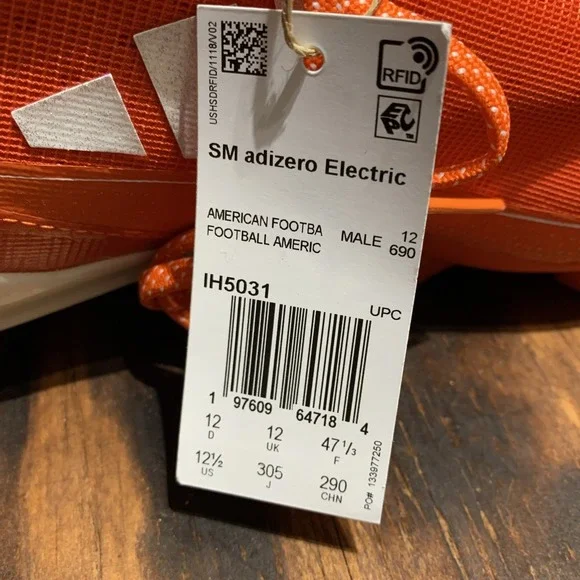 USHSDRFID/1118/V02
RFID
EPC
SM adizero Electric
AMERICAN FOOTBA MALE 12
FOOTBALL AMERIC 690
IH5031
UPC
1 97609 64718 4
12 12 47 1/3
D UK F
12½ 305 290
US J CHN
PO# 133977250